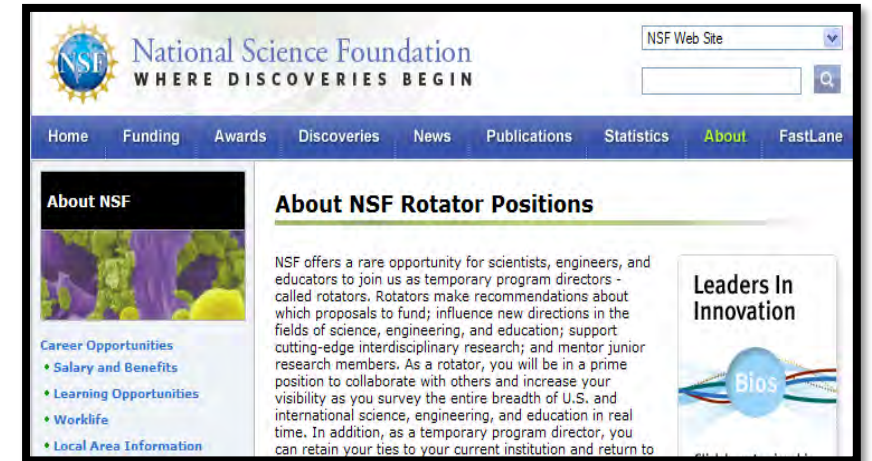 NSF
National Science Foundation
WHERE DISCOVERIES BEGIN
NSF Web Site
Home Funding Awards Discoveries News Publications Statistics About FastLane
About NSF
Career Opportunities
• Salary and Benefits
• Learning Opportunities
• Worklife
• Local Area Information
About NSF Rotator Positions
NSF offers a rare opportunity for scientists, engineers, and
educators to join us as temporary program directors -
called rotators. Rotators make recommendations about
which proposals to fund; influence new directions in the
fields of science, engineering, and education; support
cutting-edge interdisciplinary research; and mentor junior
research members. As a rotator, you will be in a prime
position to collaborate with others and increase your
visibility as you survey the entire breadth of U.S. and
international science, engineering, and education in real
time. In addition, as a temporary program director, you
can retain your ties to your current institution and return to
Leaders In
Innovation
Bios